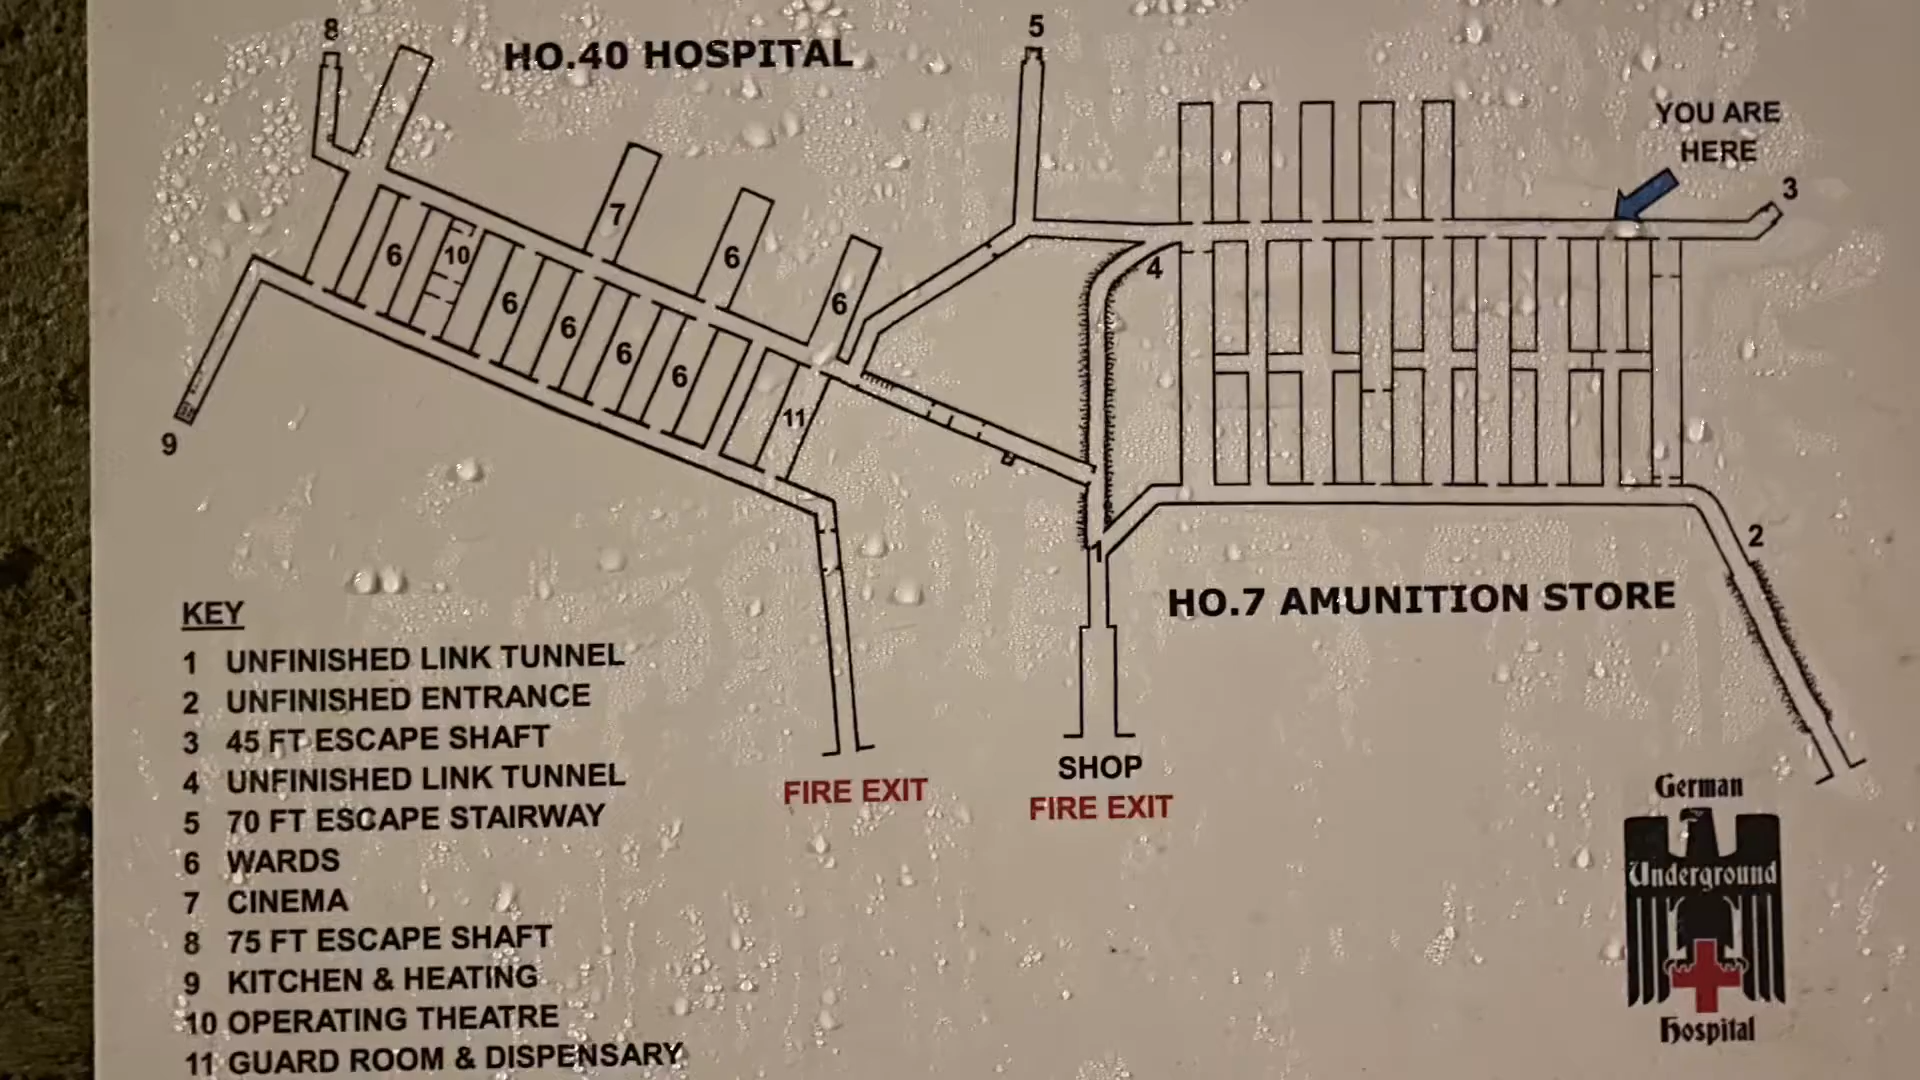 8
HO.40 HOSPITAL
5
YOU ARE
HERE
3
7
6
10
6
4
6
6
6
6
6
11
9
1
2
HO.7 AMUNITION STORE
KEY
1 UNFINISHED LINK TUNNEL
2 UNFINISHED ENTRANCE
3 45 FT ESCAPE SHAFT
4 UNFINISHED LINK TUNNEL
5 70 FT ESCAPE STAIRWAY
6 WARDS
7 CINEMA
8 75 FT ESCAPE SHAFT
9 KITCHEN & HEATING
10 OPERATING THEATRE
11 GUARD ROOM & DISPENSARY
FIRE EXIT
SHOP
FIRE EXIT
German
Underground
Hospital